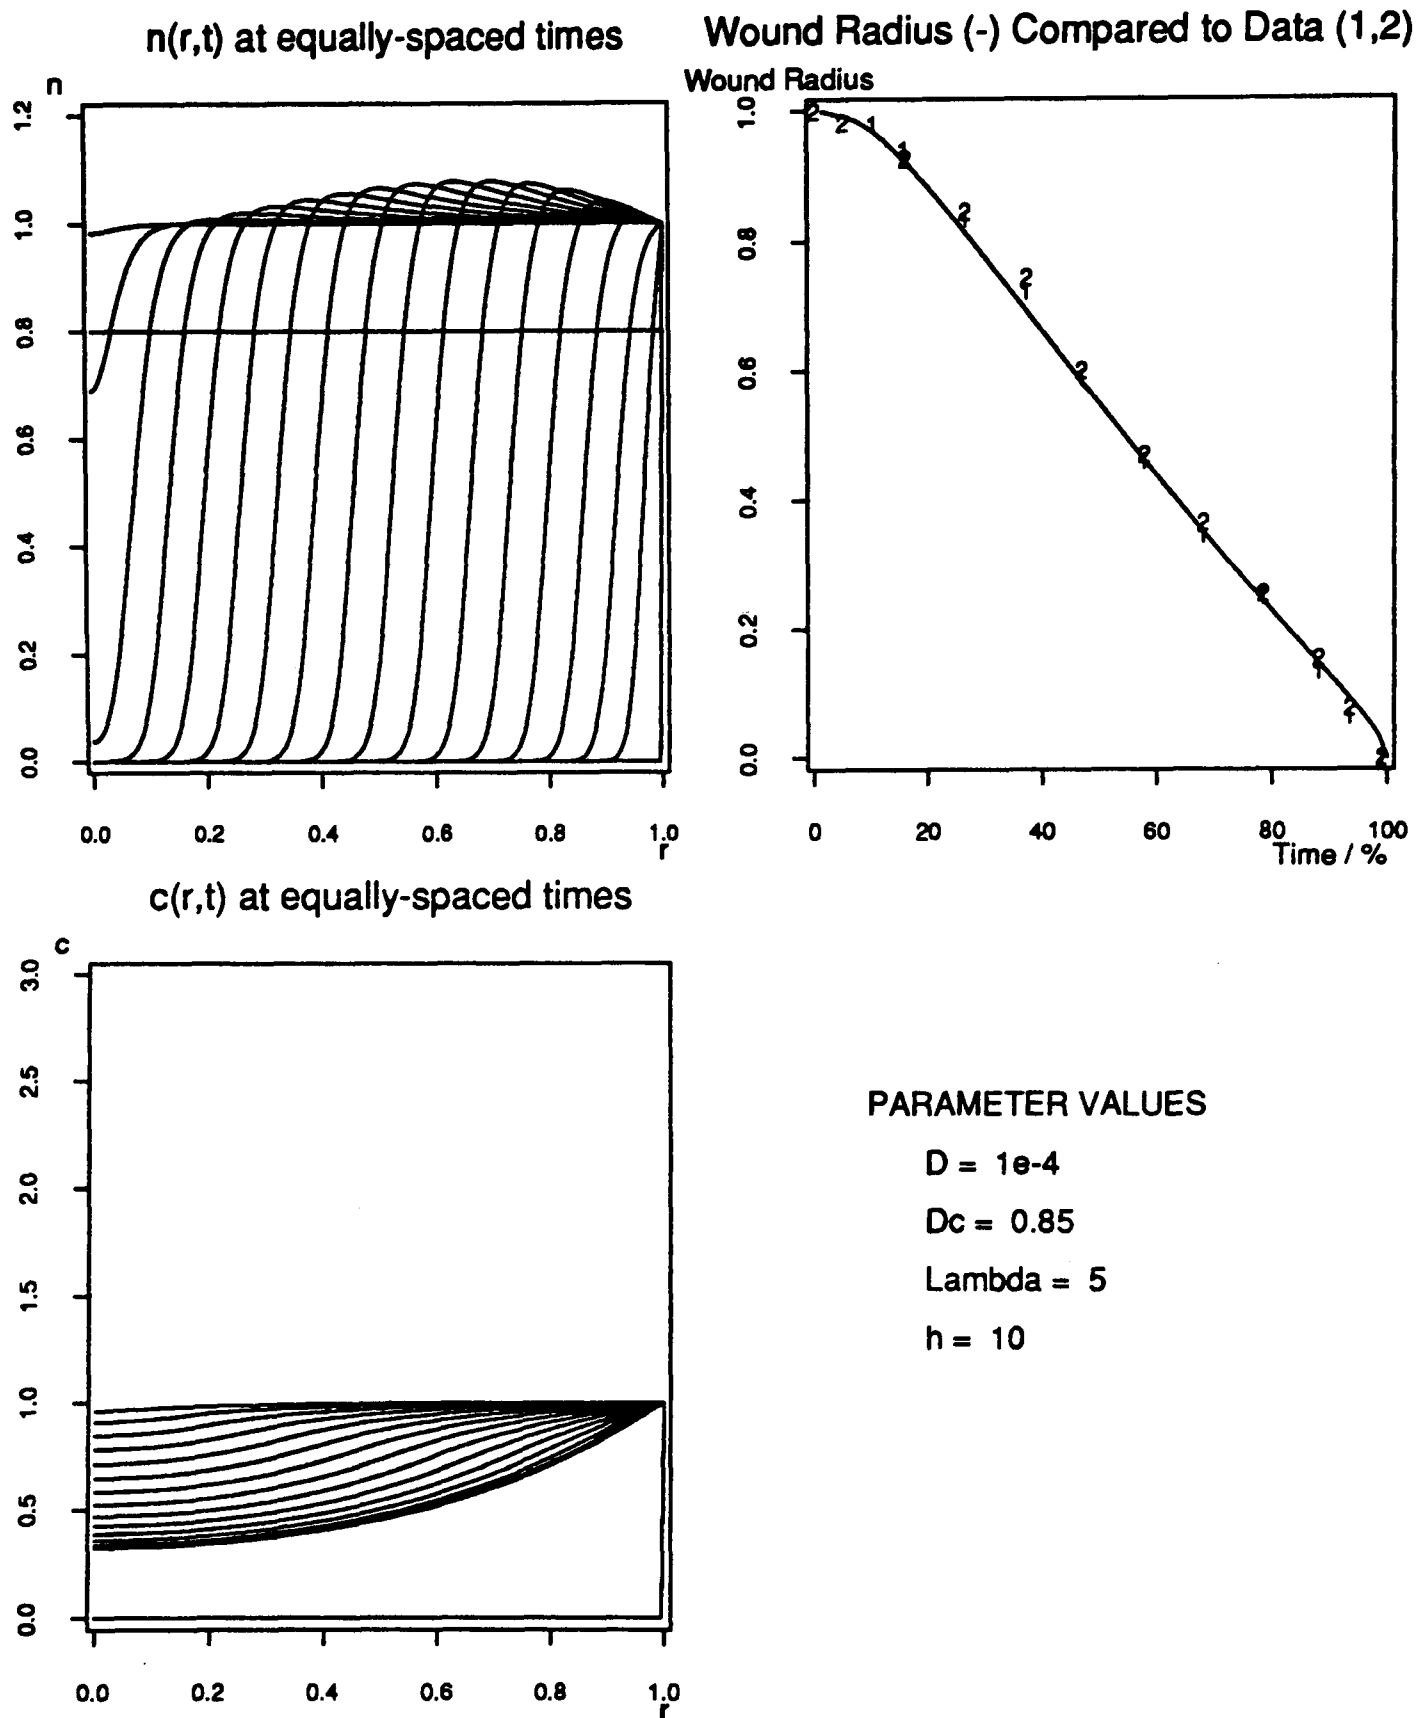 n(r,t) at equally-spaced times
n
1.2
1.0
0.8
0.6
0.4
0.2
0.0
0.0 0.2 0.4 0.6 0.8 1.0
r
Wound Radius (-) Compared to Data (1,2)
Wound Radius
1.0
0.8
0.6
0.4
0.2
0.0
0 20 40 60 80 100
Time / %
c(r,t) at equally-spaced times
c
3.0
2.5
2.0
1.5
1.0
0.5
0.0
0.0 0.2 0.4 0.6 0.8 1.0
r
PARAMETER VALUES
D = 1e-4
Dc = 0.85
Lambda = 5
h = 10